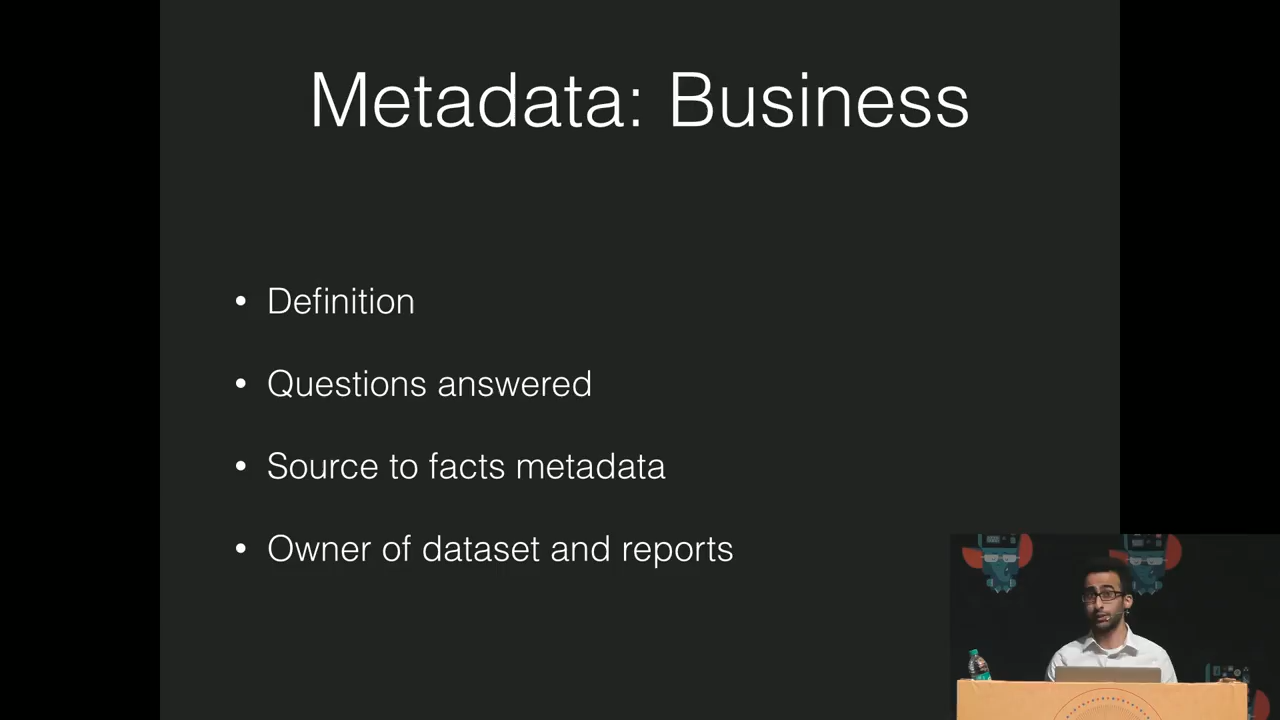 Metadata: Business
• Definition
• Questions answered
• Source to facts metadata
• Owner of dataset and reports